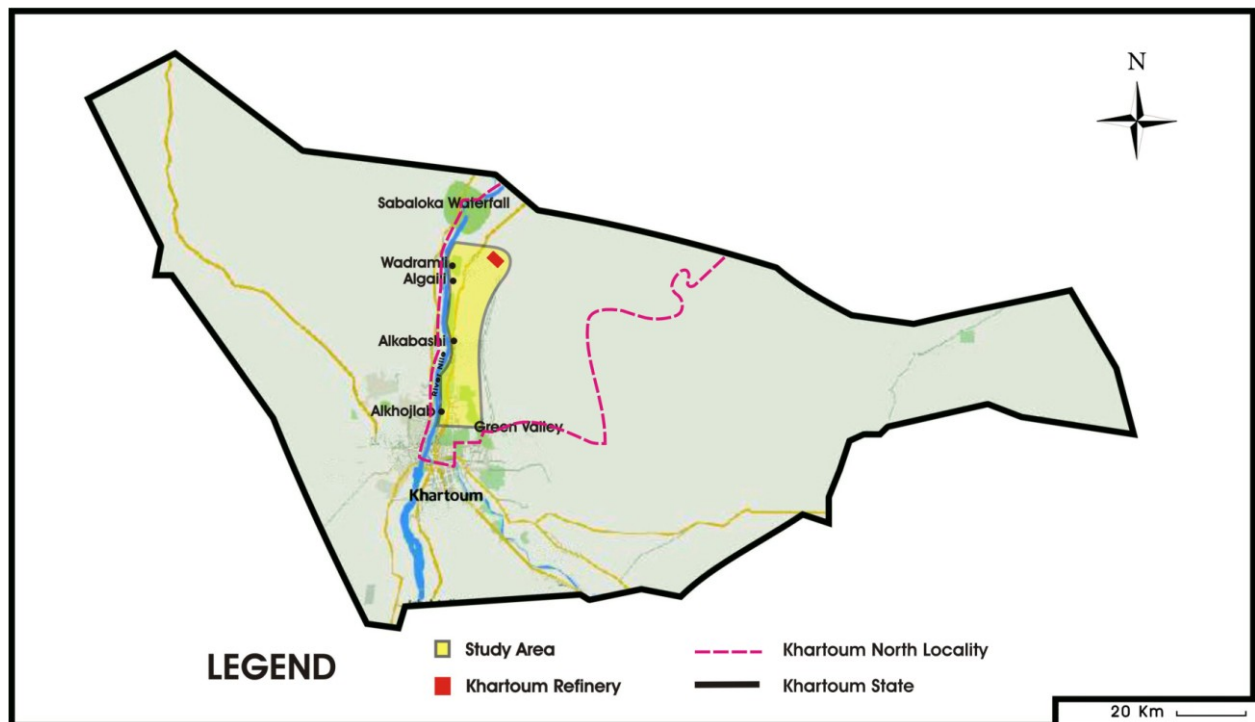 N
Sabaloka Waterfall
Wadramli
Algaili
Alkabashi
River Nile
Alkhojlab
Green Valley
Khartoum
LEGEND
Study Area
Khartoum North Locality
Khartoum Refinery
Khartoum State
20 Km